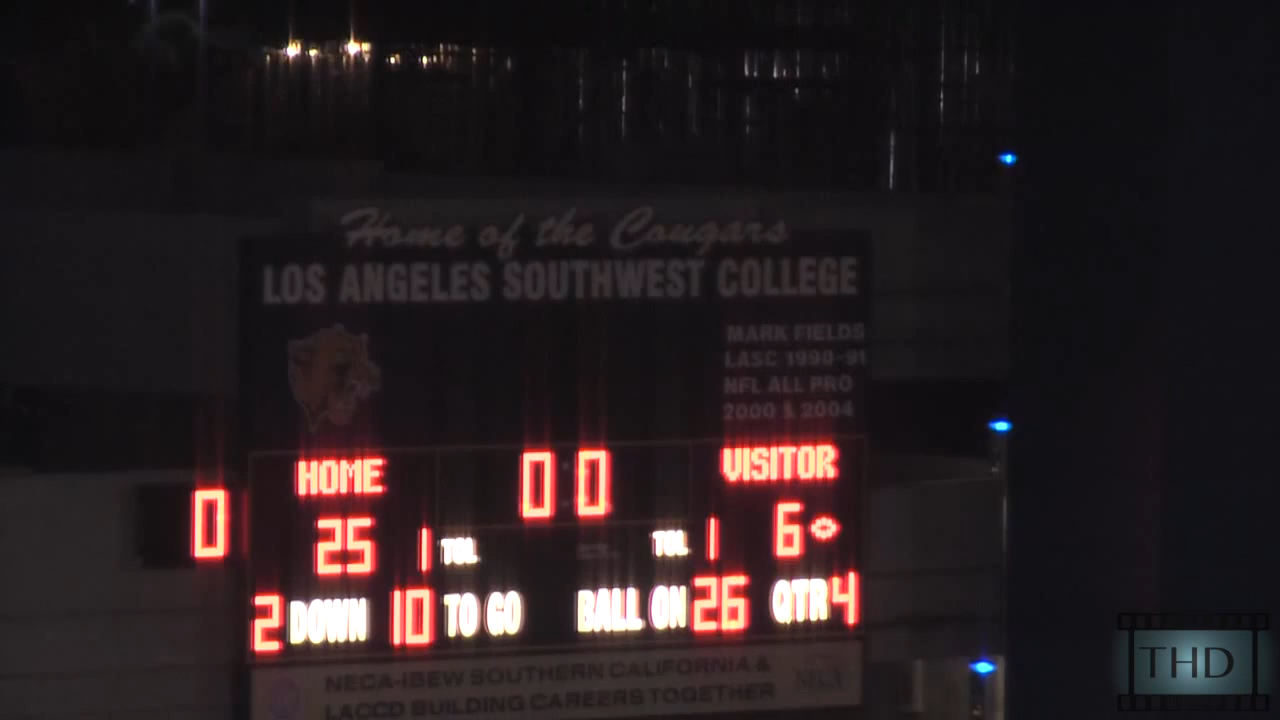 Home of the Cougars
LOS ANGELES SOUTHWEST COLLEGE
MARK FIELDS
LASC 1990-91
NFL ALL PRO
2000 & 2004
HOME 0 0 VISITOR
0 25 1 TOL TOL 1 6
2 DOWN 10 TO GO BALL ON 26 QTR 4
NECA-IBEW SOUTHERN CALIFORNIA & NECA
LACCD BUILDING CAREERS TOGETHER
THD